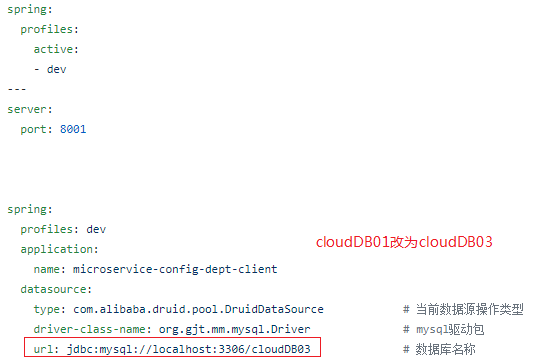 spring:
  profiles:
    active:
    - dev
---
server:
  port: 8001
spring:
  profiles: dev
cloudDB01改为cloudDB03
  application:
    name: microservice-config-dept-client
  datasource:
    type: com.alibaba.druid.pool.DruidDataSource # 当前数据源操作类型
    driver-class-name: org.gjt.mm.mysql.Driver # mysql驱动包
    url: jdbc:mysql://localhost:3306/cloudDB03 # 数据库名称